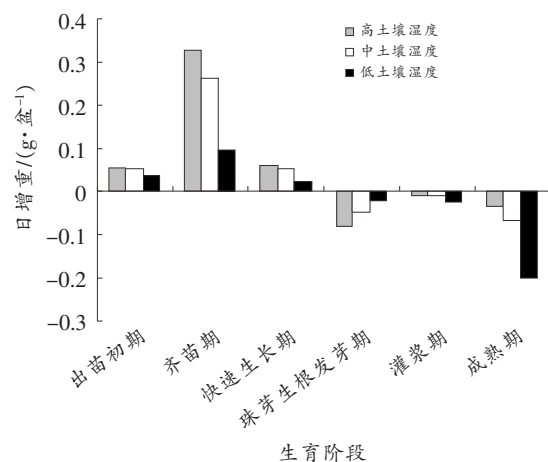 0.4
0.3
0.2
0.1
0
-0.1
-0.2
-0.3
日增重/(g·盆⁻¹)
高土壤湿度
中土壤湿度
低土壤湿度
出苗初期
齐苗期
快速生长期
珠芽生根发芽期
灌浆期
成熟期
生育阶段